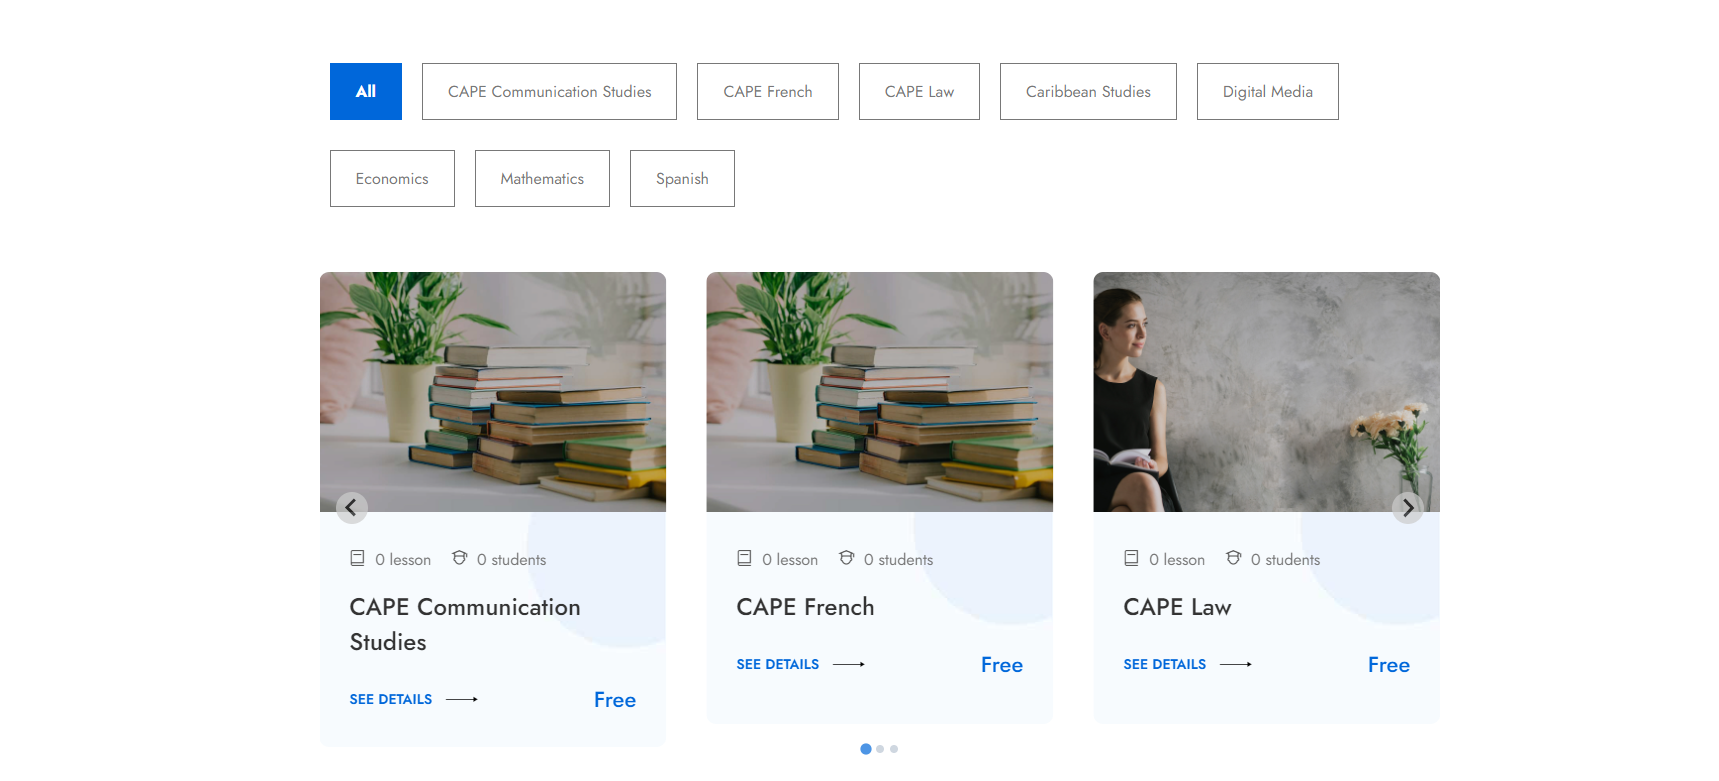 All
CAPE Communication Studies
CAPE French
CAPE Law
Caribbean Studies
Digital Media
Economics
Mathematics
Spanish
0 lesson
0 students
CAPE Communication
Studies
SEE DETAILS
Free
0 lesson
0 students
CAPE French
SEE DETAILS
Free
0 lesson
0 students
CAPE Law
SEE DETAILS
Free